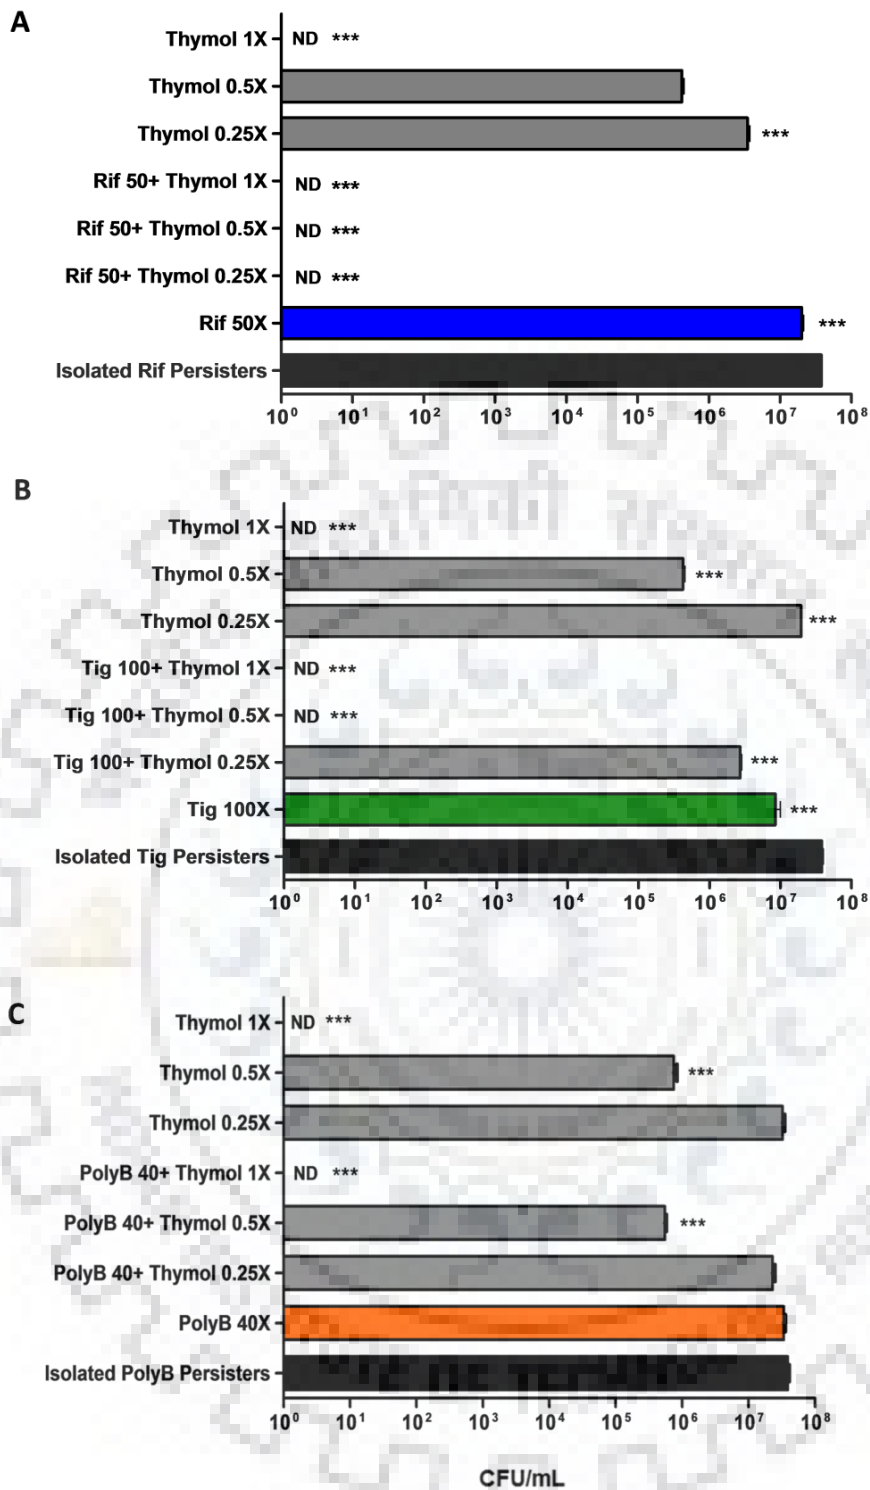 A
Thymol 1X ND ***
Thymol 0.5X
Thymol 0.25X ***
Rif 50+ Thymol 1X ND ***
Rif 50+ Thymol 0.5X ND ***
Rif 50+ Thymol 0.25X ND ***
Rif 50X ***
Isolated Rif Persisters
10⁰ 10¹ 10² 10³ 10⁴ 10⁵ 10⁶ 10⁷ 10⁸
B
Thymol 1X ND ***
Thymol 0.5X ***
Thymol 0.25X ***
Tig 100+ Thymol 1X ND ***
Tig 100+ Thymol 0.5X ND ***
Tig 100+ Thymol 0.25X ***
Tig 100X ***
Isolated Tig Persisters
10⁰ 10¹ 10² 10³ 10⁴ 10⁵ 10⁶ 10⁷ 10⁸
C
Thymol 1X ND ***
Thymol 0.5X ***
Thymol 0.25X
PolyB 40+ Thymol 1X ND ***
PolyB 40+ Thymol 0.5X ***
PolyB 40+ Thymol 0.25X
PolyB 40X
Isolated PolyB Persisters
10⁰ 10¹ 10² 10³ 10⁴ 10⁵ 10⁶ 10⁷ 10⁸
CFU/mL